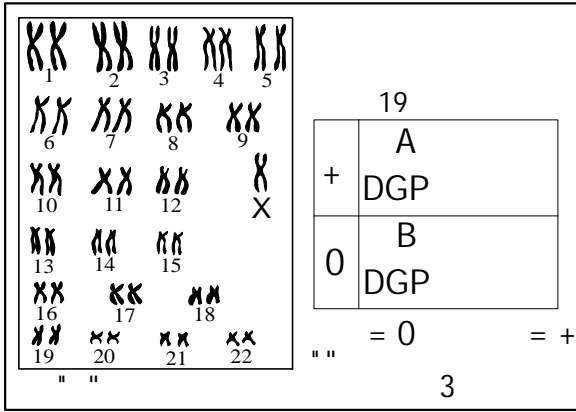 1 2 3 4 5
6 7 8 9
10 11 12 X
13 14 15
16 17 18
19 20 21 22
" "
19
A
+ DGP
B
0 DGP
= 0 = +
" "
3